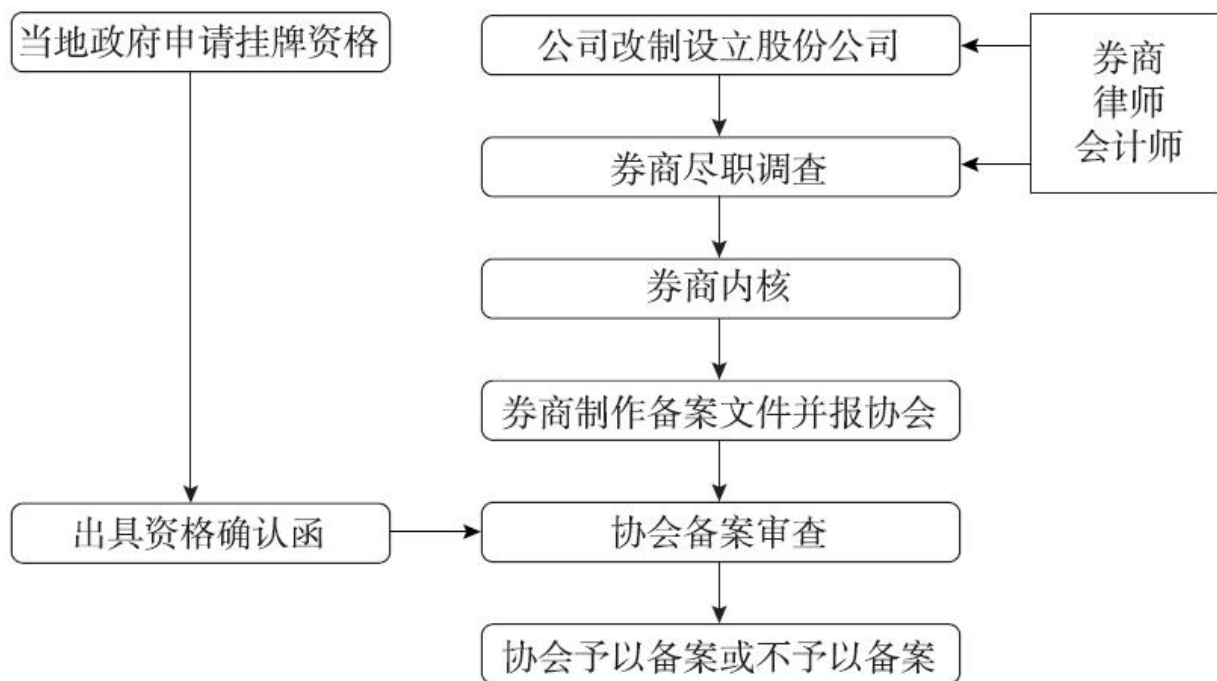 当地政府申请挂牌资格
公司改制设立股份公司
券商
律师
会计师
券商尽职调查
券商内核
券商制作备案文件并报协会
出具资格确认函
协会备案审查
协会予以备案或不予以备案